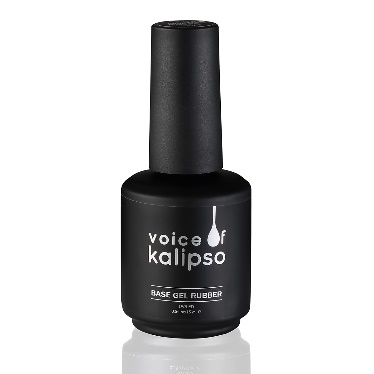 voice of
kalipso
BASE GEL RUBBER